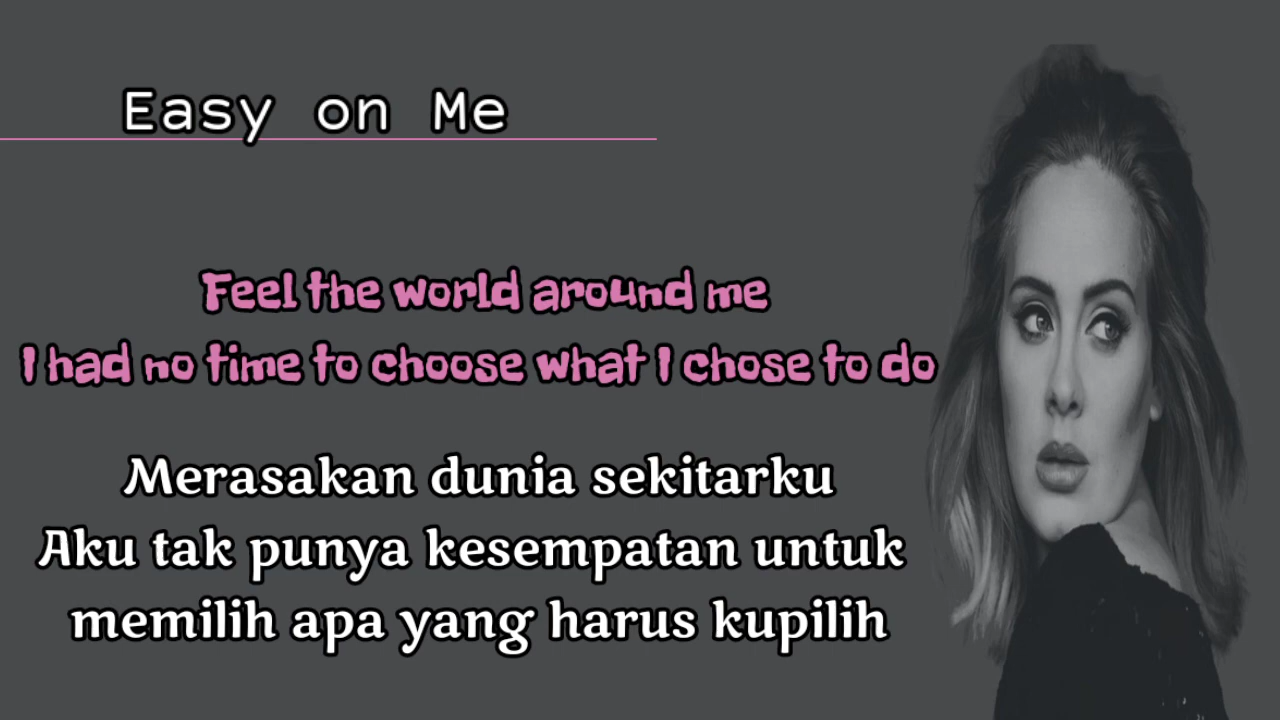 Easy on Me
Feel the world around me
I had no time to choose what I chose to do
Merasakan dunia sekitarku
Aku tak punya kesempatan untuk
memilih apa yang harus kupilih